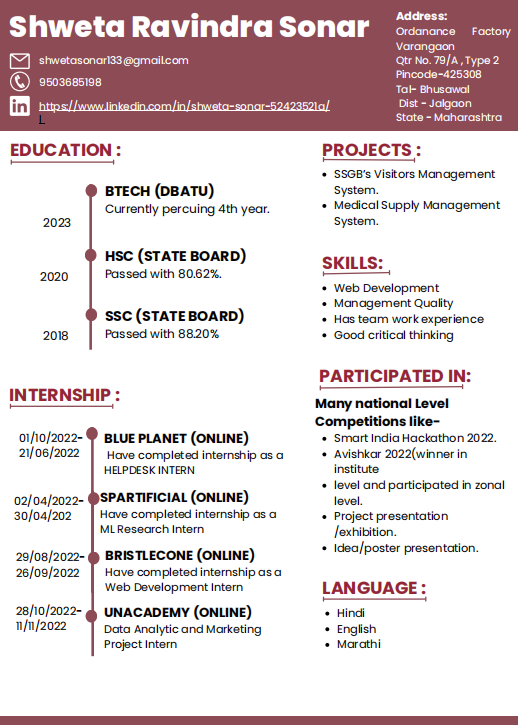 Shweta Ravindra Sonar
shwetasonar133@gmail.com
9503685198
https://www.linkedin.com/in/shweta-sonar-52423521a/
L
Address:
Ordanance Factory
Varangaon
Qtr No. 79/A , Type 2
Pincode-425308
Tal- Bhusawal
Dist - Jalgaon
State - Maharashtra
EDUCATION :
2023
BTECH (DBATU)
Currently percuing 4th year.
2020
HSC (STATE BOARD)
Passed with 80.62%.
2018
SSC (STATE BOARD)
Passed with 88.20%
INTERNSHIP :
01/10/2022-
21/06/2022
BLUE PLANET (ONLINE)
Have completed internship as a
HELPDESK INTERN
02/04/2022-
30/04/202
SPARTIFICIAL (ONLINE)
Have completed internship as a
ML Research Intern
29/08/2022-
26/09/2022
BRISTLECONE (ONLINE)
Have completed internship as a
Web Development Intern
28/10/2022-
11/11/2022
UNACADEMY (ONLINE)
Data Analytic and Marketing
Project Intern
PROJECTS :
• SSGB's Visitors Management
System.
• Medical Supply Management
System.
SKILLS:
• Web Development
• Management Quality
• Has team work experience
• Good critical thinking
PARTICIPATED IN:
Many national Level
Competitions like-
• Smart India Hackathon 2022.
• Avishkar 2022(winner in
institute
• level and participated in zonal
level.
• Project presentation
/exhibition.
• Idea/poster presentation.
LANGUAGE :
• Hindi
• English
• Marathi